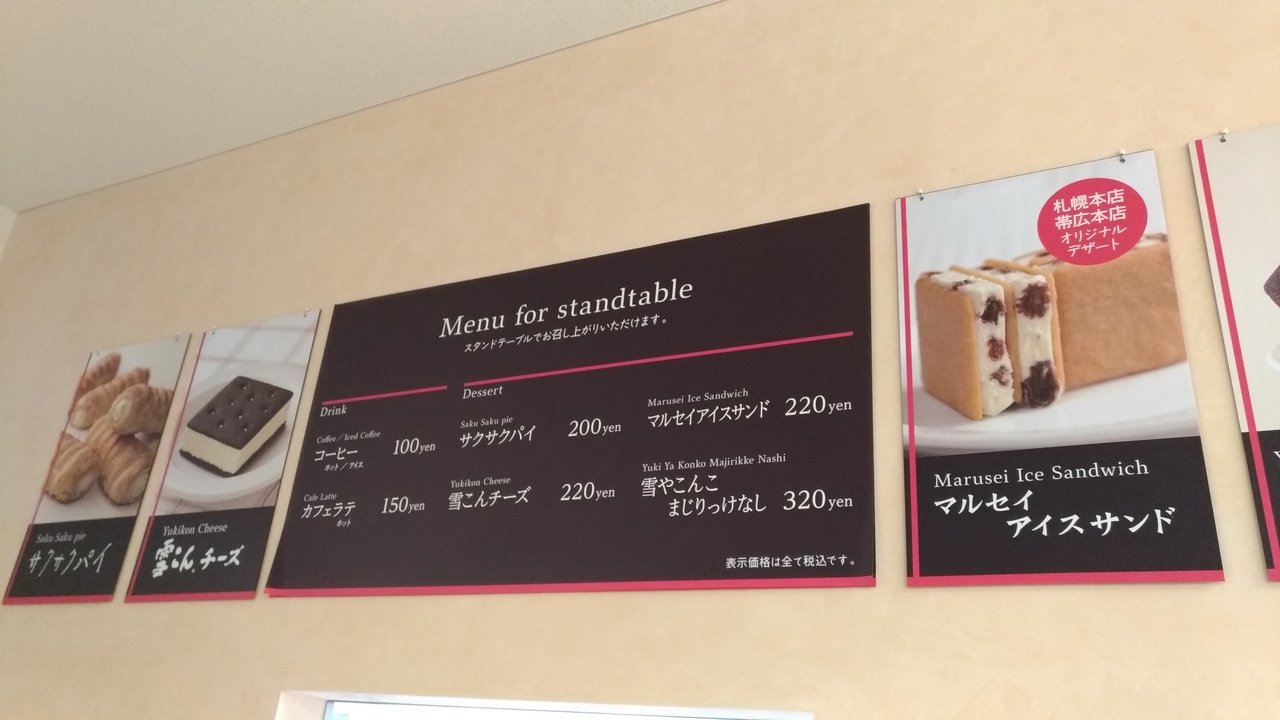 Saku Saku pie
サクサクパイ
Yukikon Cheese
雪こん、チーズ
Menu for standtable
スタンドテーブルでお召し上がりいただけます。
Drink
Coffee / Iced Coffee
コーヒー 100yen
ホット / アイス
Cafe Latte
カフェラテ 150yen
ホット
Dessert
Saku Saku pie
サクサクパイ 200yen
Yukikon Cheese
雪こんチーズ 220yen
Marusei Ice Sandwich
マルセイアイスサンド 220yen
Yuki Ya Konko Majirikke Nashi
雪やこんこ
まじりっけなし 320yen
表示価格は全て税込です。
札幌本店
帯広本店
オリジナル
デザート
Marusei Ice Sandwich
マルセイ
アイスサンド